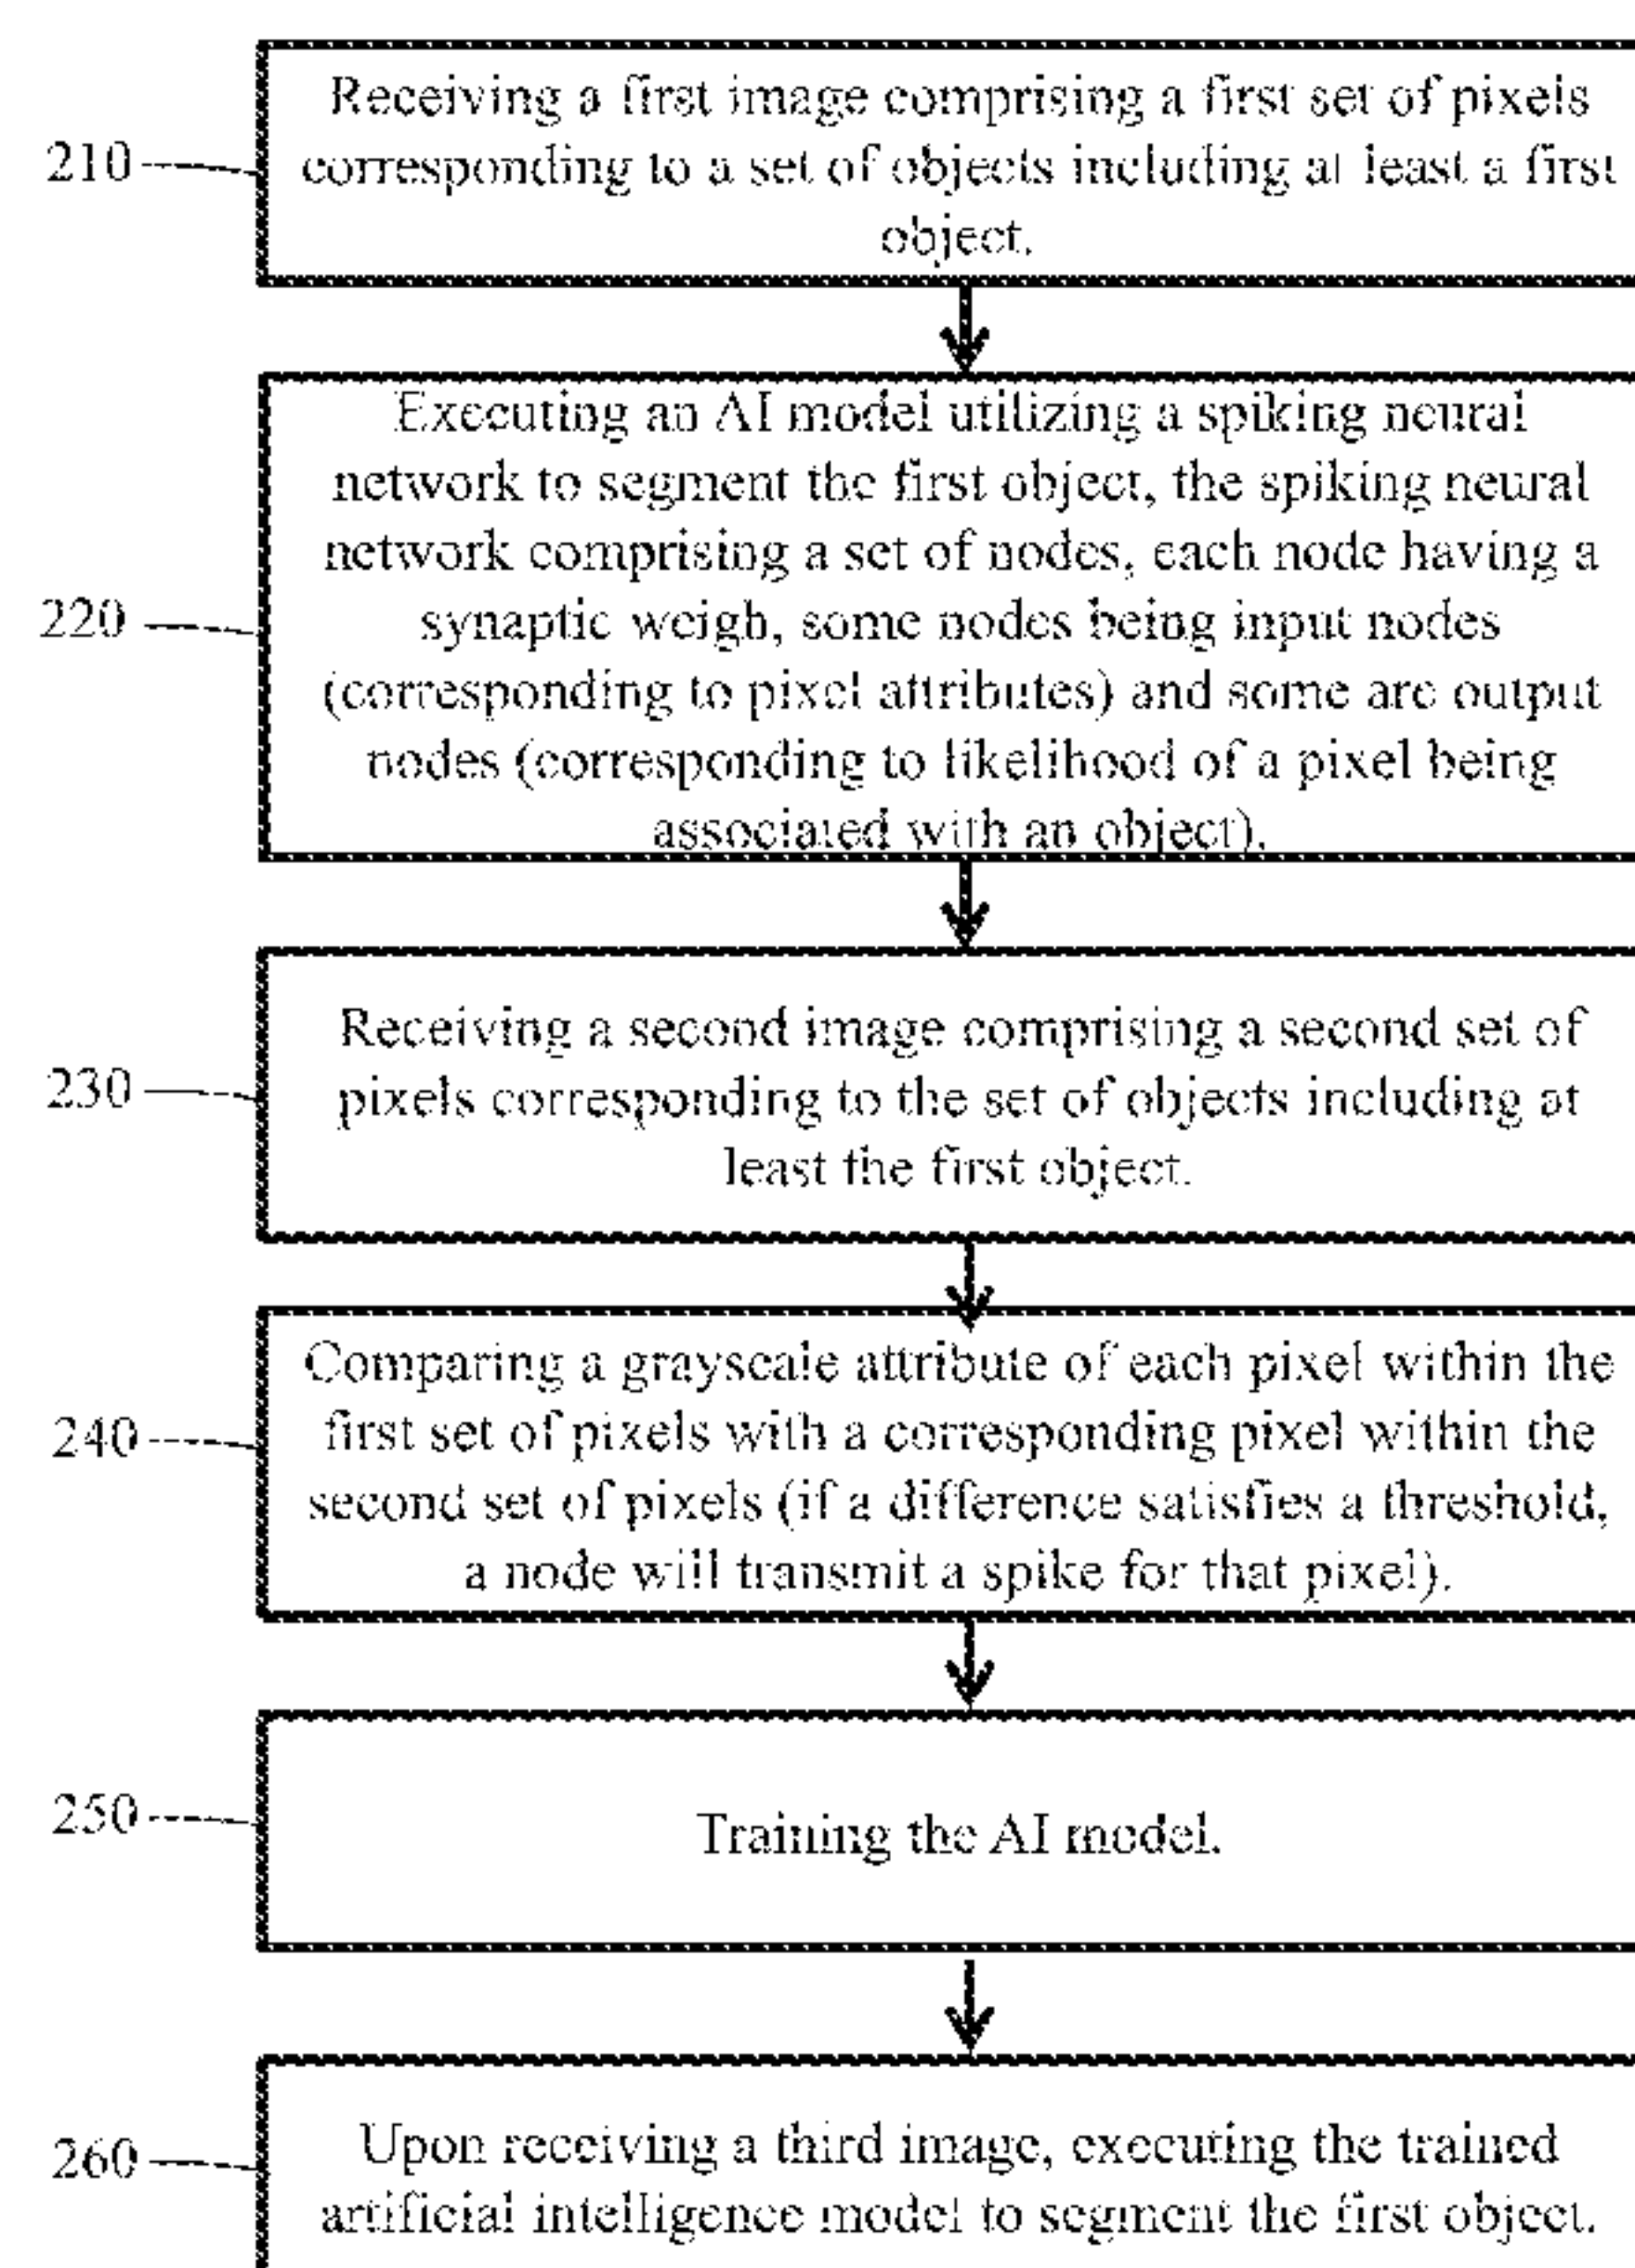 210
Receiving a first image comprising a first set of pixels
corresponding to a set of objects including at least a first
object.
220
Executing an AI model utilizing a spiking neural
network to segment the first object, the spiking neural
network comprising a set of nodes, each node having a
synaptic weigh, some nodes being input nodes
(corresponding to pixel attributes) and some are output
nodes (corresponding to likelihood of a pixel being
associated with an object).
230
Receiving a second image comprising a second set of
pixels corresponding to the set of objects including at
least the first object.
240
Comparing a grayscale attribute of each pixel within the
first set of pixels with a corresponding pixel within the
second set of pixels (if a difference satisfies a threshold,
a node will transmit a spike for that pixel).
250
Training the AI model.
260
Upon receiving a third image, executing the trained
artificial intelligence model to segment the first object.